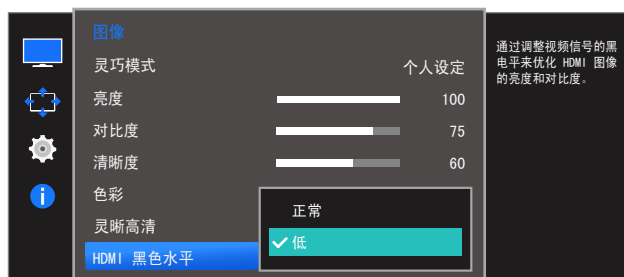 图像
灵巧模式 个人设定
亮度 100
对比度 75
清晰度 60
色彩
灵晰高清
HDMI 黑色水平
正常
低
通过调整视频信号的黑
电平来优化 HDMI 图像
的亮度和对比度。